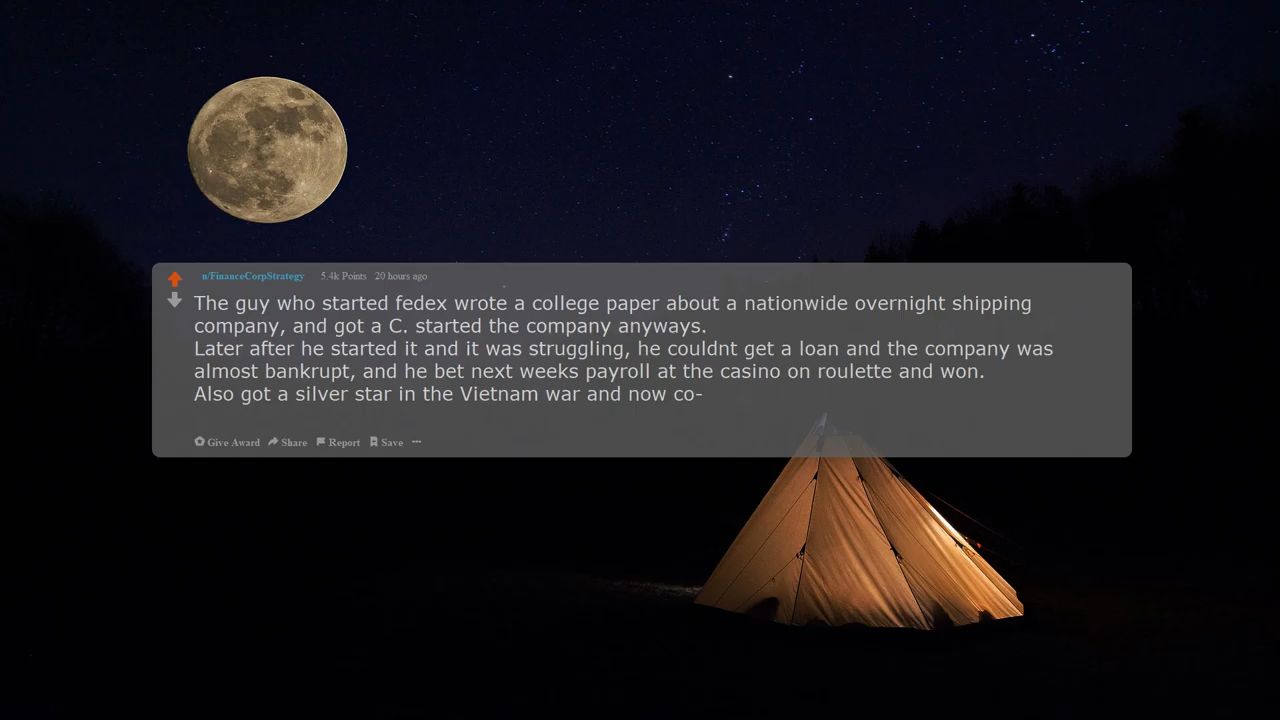 u/FinanceCorpStrategy 5.4k Points 20 hours ago
The guy who started fedex wrote a college paper about a nationwide overnight shipping
company, and got a C. started the company anyways.
Later after he started it and it was struggling, he couldnt get a loan and the company was
almost bankrupt, and he bet next weeks payroll at the casino on roulette and won.
Also got a silver star in the Vietnam war and now co-
Give Award Share Report Save ···